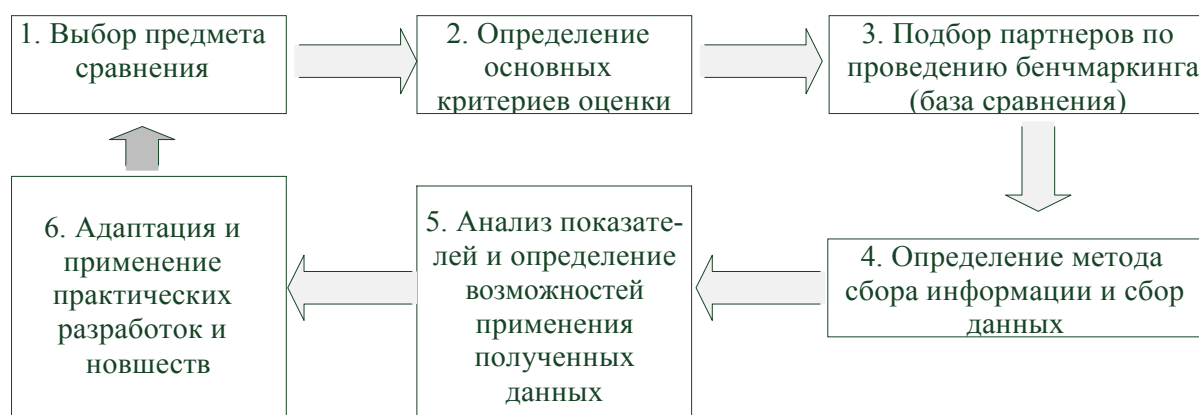 1. Выбор предмета
сравнения
2. Определение
основных
критериев оценки
3. Подбор партнеров по
проведению бенчмаркинга
(база сравнения)
4. Определение метода
сбора информации и сбор
данных
5. Анализ показате-
лей и определение
возможностей
применения
полученных
данных
6. Адаптация и
применение
практических
разработок и
новшеств